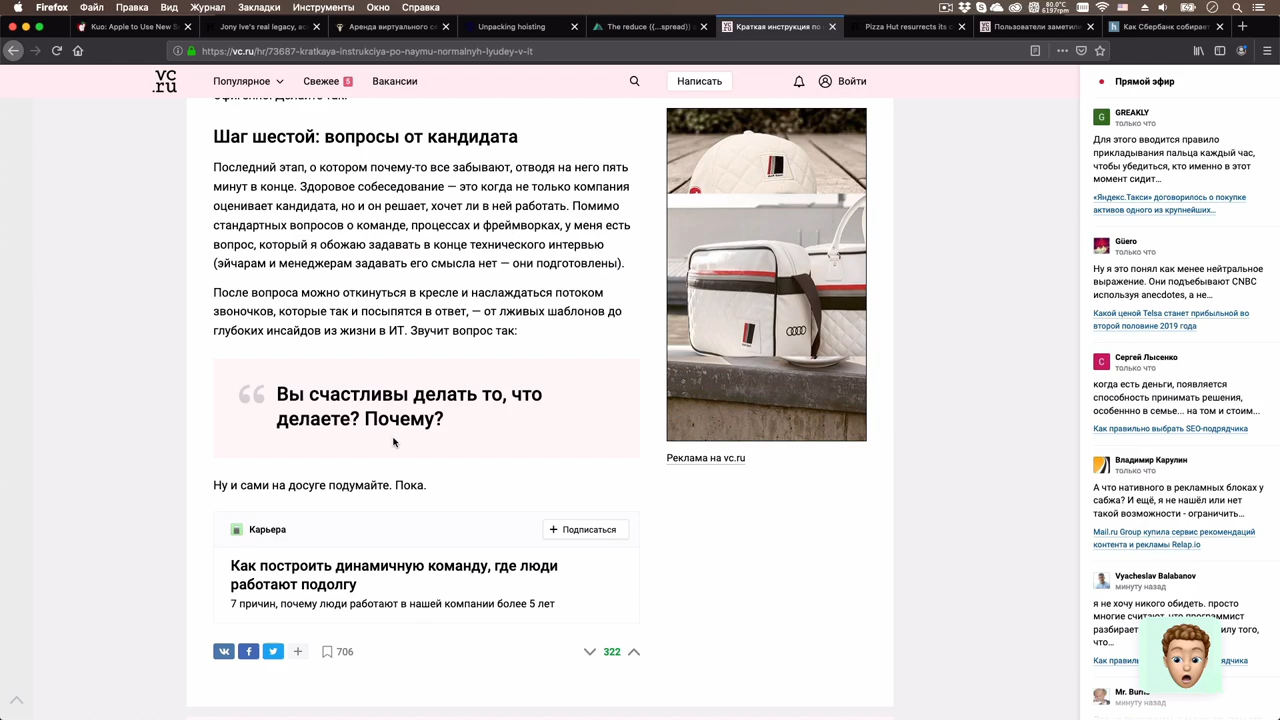 Firefox Файл Правка Вид Журнал Закладки Инструменты Окно Справка
80.0°C
6197rpm
Kuo: Apple to Use New S
Jony Ive's real legacy, ac
Аренда виртуального се
Unpacking hoisting
The reduce ({...spread}) 
Краткая инструкция по
Pizza Hut resurrects its c
Пользователи заметили
Как Сбербанк собирает
https://vc.ru/hr/73687-kratkaya-instrukciya-po-naymu-normalnyh-lyudey-v-it
vc
.ru
Популярное
Свежее 5
Вакансии
Написать
Войти
Шаг шестой: вопросы от кандидата
Последний этап, о котором почему-то все забывают, отводя на него пять
минут в конце. Здоровое собеседование — это когда не только компания
оценивает кандидата, но и он решает, хочет ли в ней работать. Помимо
стандартных вопросов о команде, процессах и фреймворках, у меня есть
вопрос, который я обожаю задавать в конце технического интервью
(эйчарам и менеджерам задавать его смысла нет — они подготовлены).
После вопроса можно откинуться в кресле и наслаждаться потоком
звоночков, которые так и посыпятся в ответ, — от лживых шаблонов до
глубоких инсайдов из жизни в ИТ. Звучит вопрос так:
Вы счастливы делать то, что
делаете? Почему?
Ну и сами на досуге подумайте. Пока.
Карьера
+ Подписаться
Как построить динамичную команду, где люди
работают подолгу
7 причин, почему люди работают в нашей компании более 5 лет
706
322
Реклама на vc.ru
Прямой эфир
G
GREAKLY
только что
Для этого вводится правило
прикладывания пальца каждый час,
чтобы убедиться, кто именно в этот
момент сидит...
«Яндекс.Такси» договорилось о покупке
активов одного из крупнейших...
Güero
только что
Ну я это понял как менее нейтральное
выражение. Они подъебывают CNBC
используя anecdotes, а не...
Какой ценой Telsa станет прибыльной во
второй половине 2019 года
С
Сергей Лысенко
только что
когда есть деньги, появляется
способность принимать решения,
особеннно в семье... на том и стоим...
Как правильно выбрать SEO-подрядчика
Владимир Карулин
только что
А что нативного в рекламных блоках у
сабжа? И ещё, я не нашёл или нет
такой возможности - ограничить...
Mail.ru Group купила сервис рекомендаций
контента и рекламы Relap.io
Vyacheslav Balabanov
минуту назад
я не хочу никого обидеть. просто
многие считают, что программист
разбирает илу того,
что...
Как правиль рядчика
Mr. Burns
минуту назад